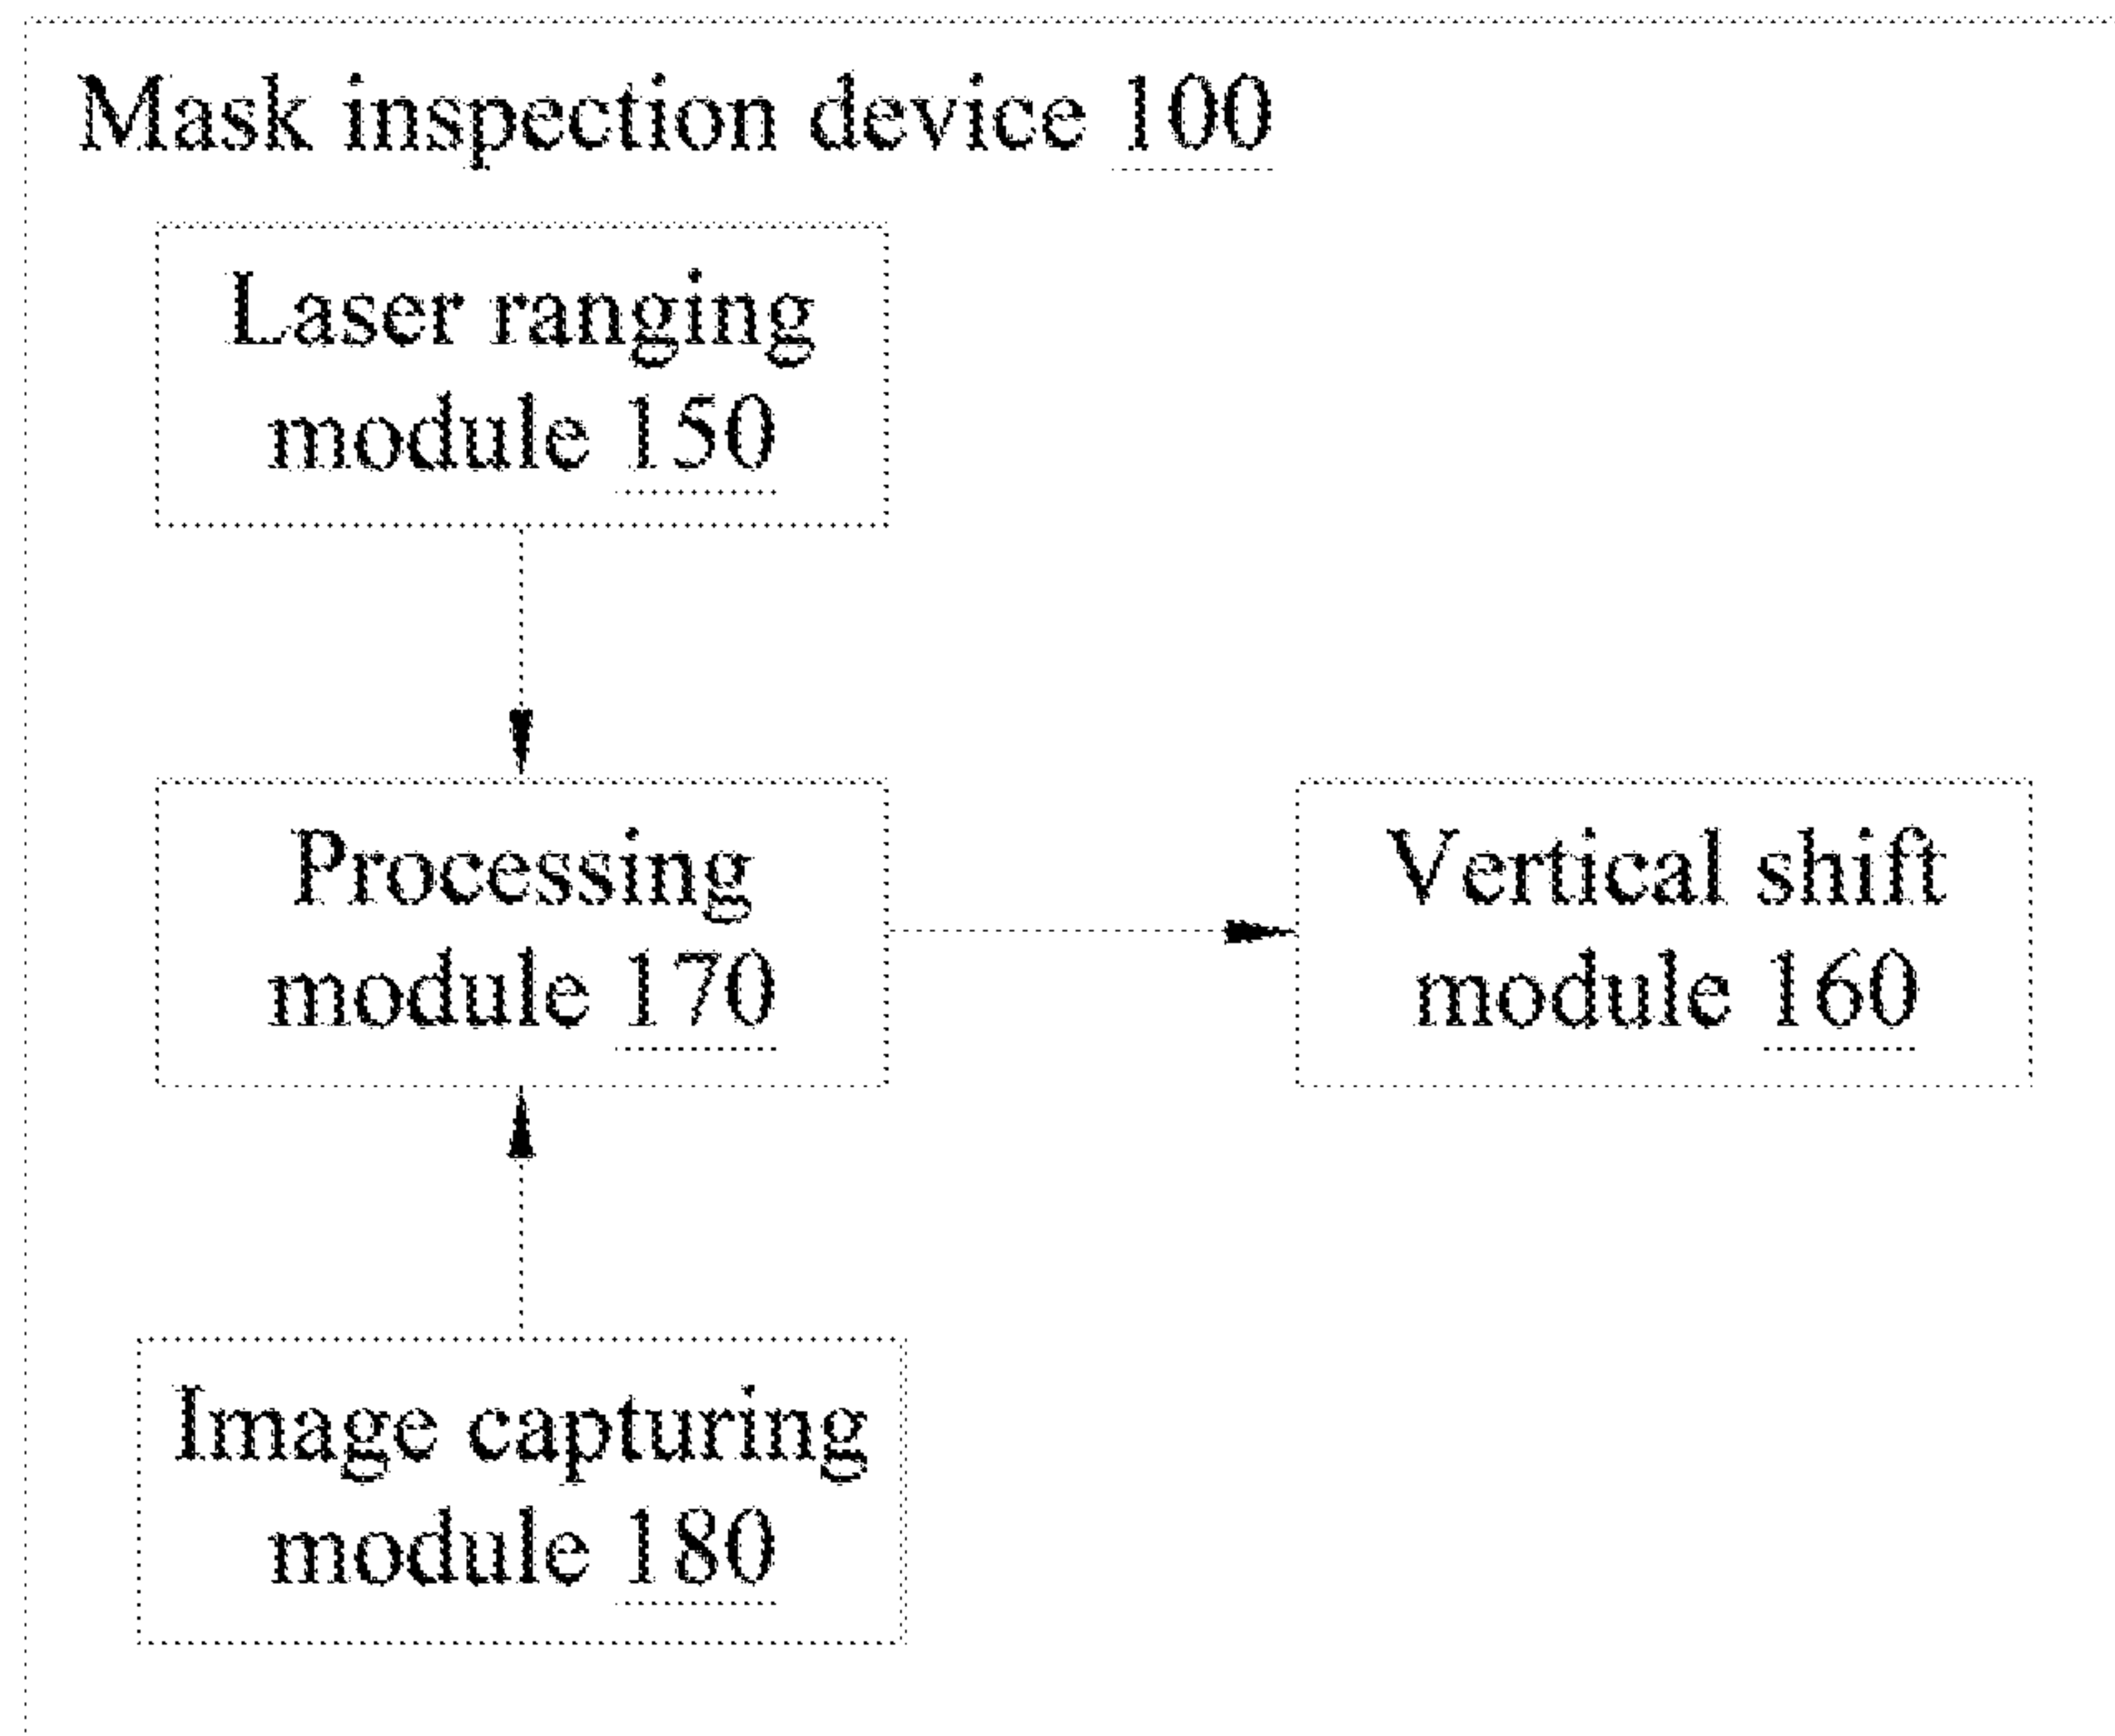 Mask inspection device 100
Laser ranging
module 150
Processing
module 170
Vertical shift
module 160
Image capturing
module 180